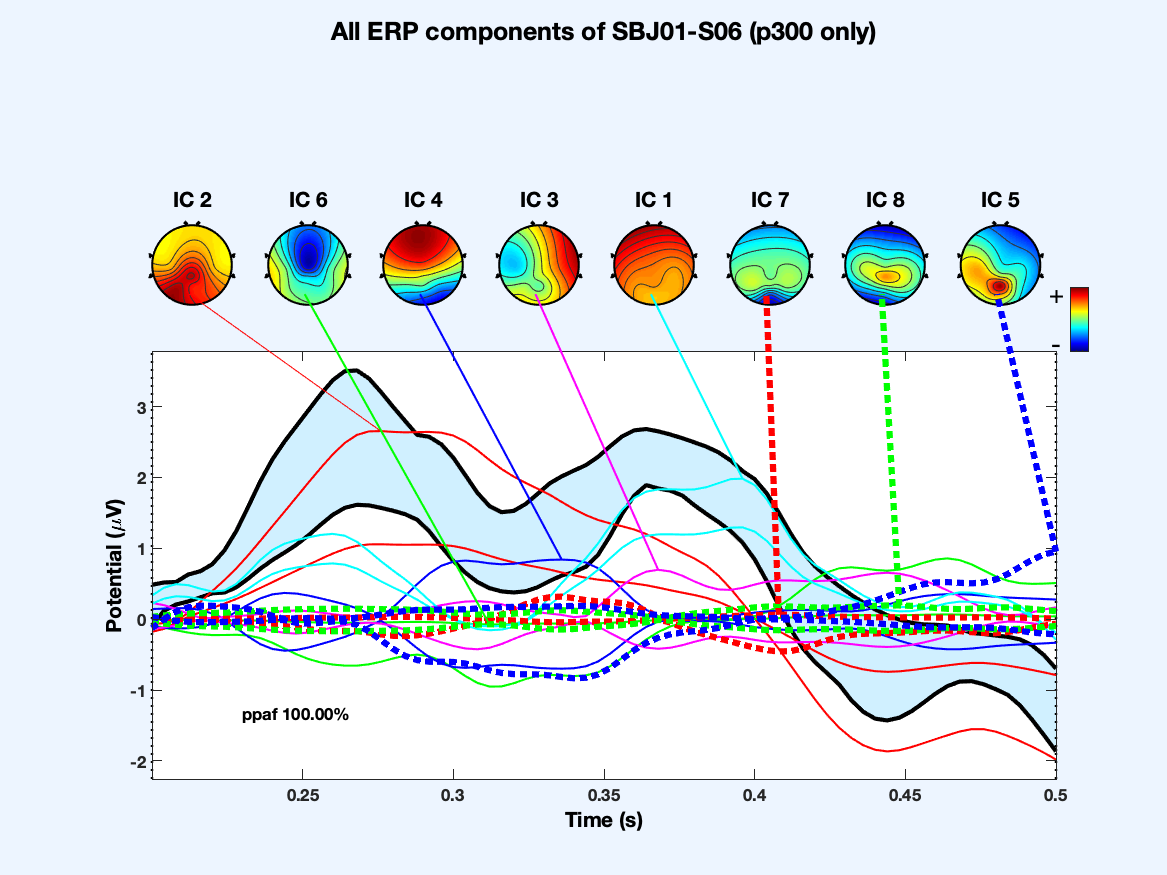 All ERP components of SBJ01-S06 (p300 only)
IC 2 IC 6 IC 4 IC 3 IC 1 IC 7 IC 8 IC 5
+
-
3
2
1
0
-1
-2
Potential (μV)
ppaf 100.00%
0.25 0.3 0.35 0.4 0.45 0.5
Time (s)